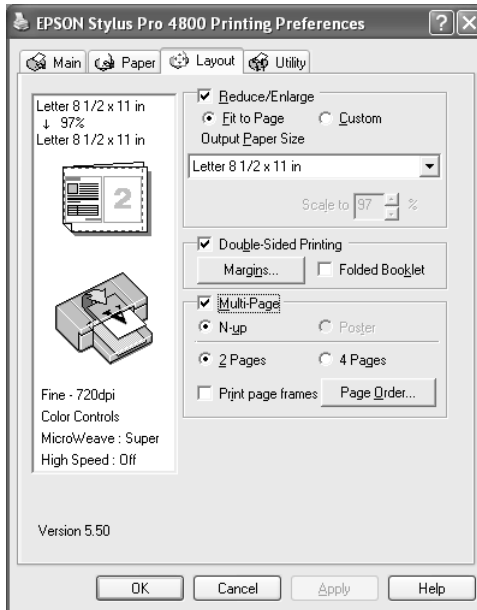 EPSON Stylus Pro 4800 Printing Preferences
Main
Paper
Layout
Utility
Letter 8 1/2 x 11 in
↓ 97%
Letter 8 1/2 x 11 in
2
Fine - 720dpi
Color Controls
MicroWeave : Super
High Speed : Off
Version 5.50
Reduce/Enlarge
Fit to Page
Custom
Output Paper Size
Letter 8 1/2 x 11 in
Scale to 97 %
Double-Sided Printing
Margins...
Folded Booklet
Multi-Page
N-up
Poster
2 Pages
4 Pages
Print page frames
Page Order...
OK
Cancel
Apply
Help